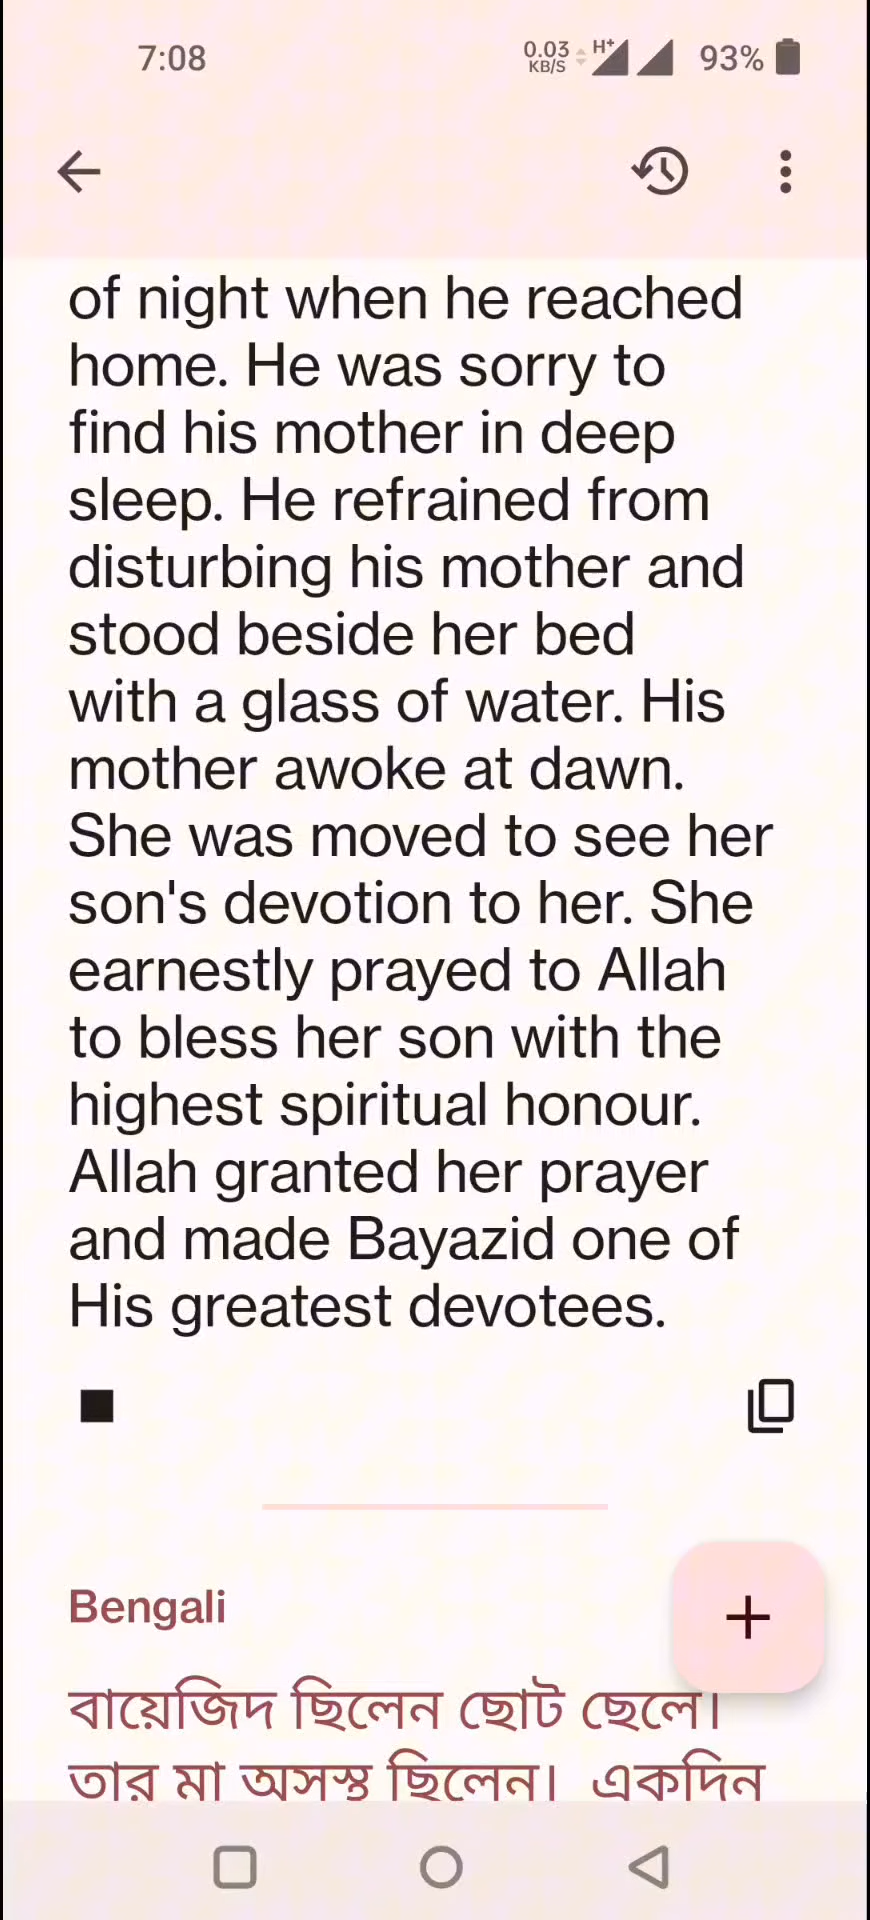 7:08
0.03 KB/S H+ 93%
of night when he reached
home. He was sorry to
find his mother in deep
sleep. He refrained from
disturbing his mother and
stood beside her bed
with a glass of water. His
mother awoke at dawn.
She was moved to see her
son's devotion to her. She
earnestly prayed to Allah
to bless her son with the
highest spiritual honour.
Allah granted her prayer
and made Bayazid one of
His greatest devotees.
Bengali
বায়েজিদ ছিলেন ছোট ছেলে।
তার মা অসুস্থ ছিলেন। একদিন